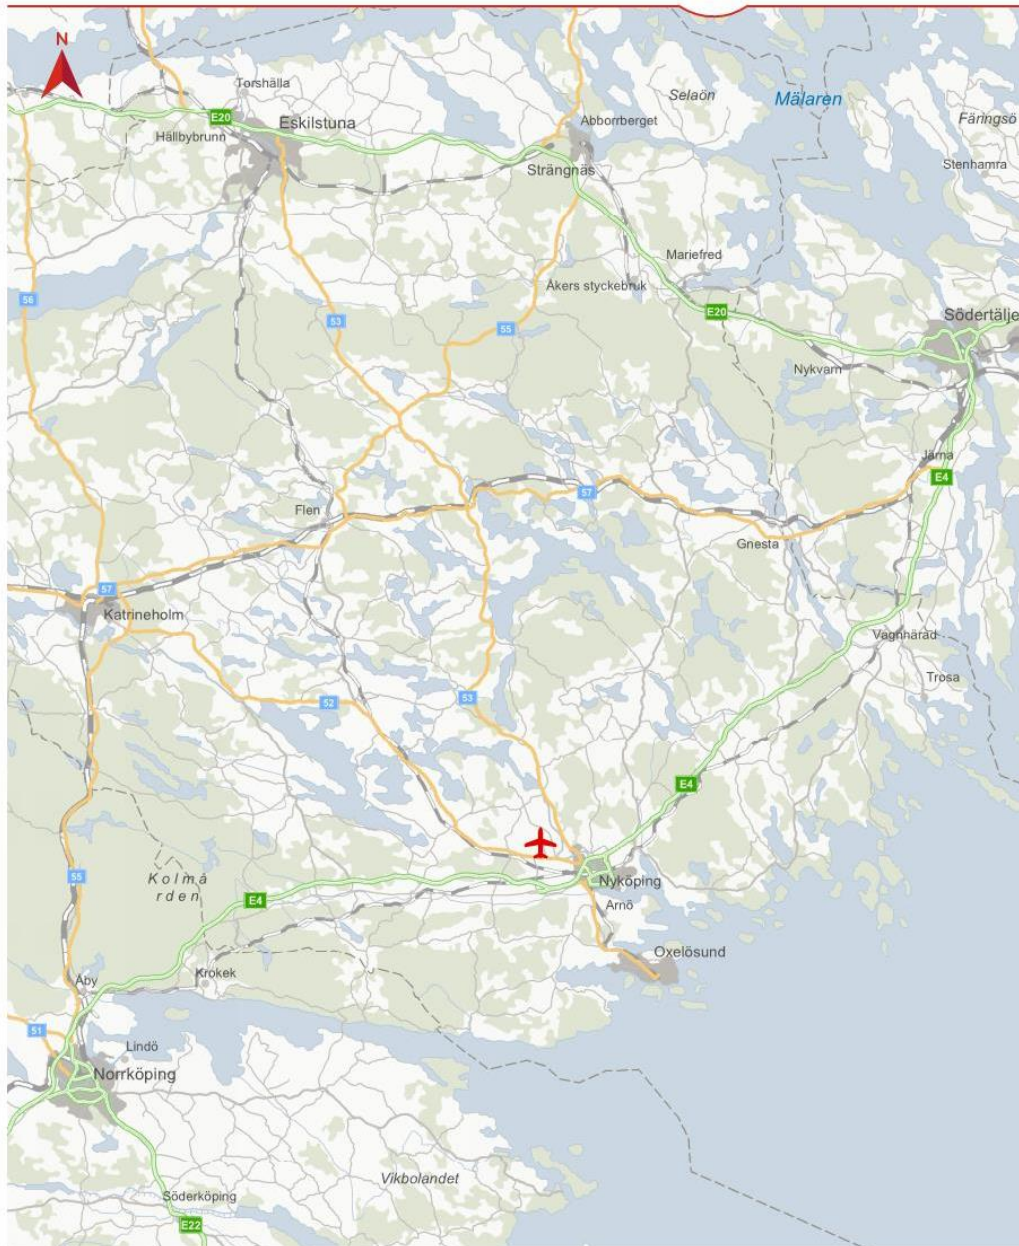 N
Torshälla
Selaön
Mälaren
E20
Eskilstuna
Abborrberget
Färingsö
Hällbybrunn
Strängnäs
Stenhamra
Mariefred
Åkers styckebruk
56
53
55
E20
Södertälje
Nykvarn
Järna
E4
57
Flen
Gnesta
57
Katrineholm
Vagnhärad
Trosa
52
53
E4
55
Kolmå
rden
E4
Nyköping
Arnö
Oxelösund
Åby
Krokek
51
Lindö
Norrköping
Vikbolandet
Söderköping
E22